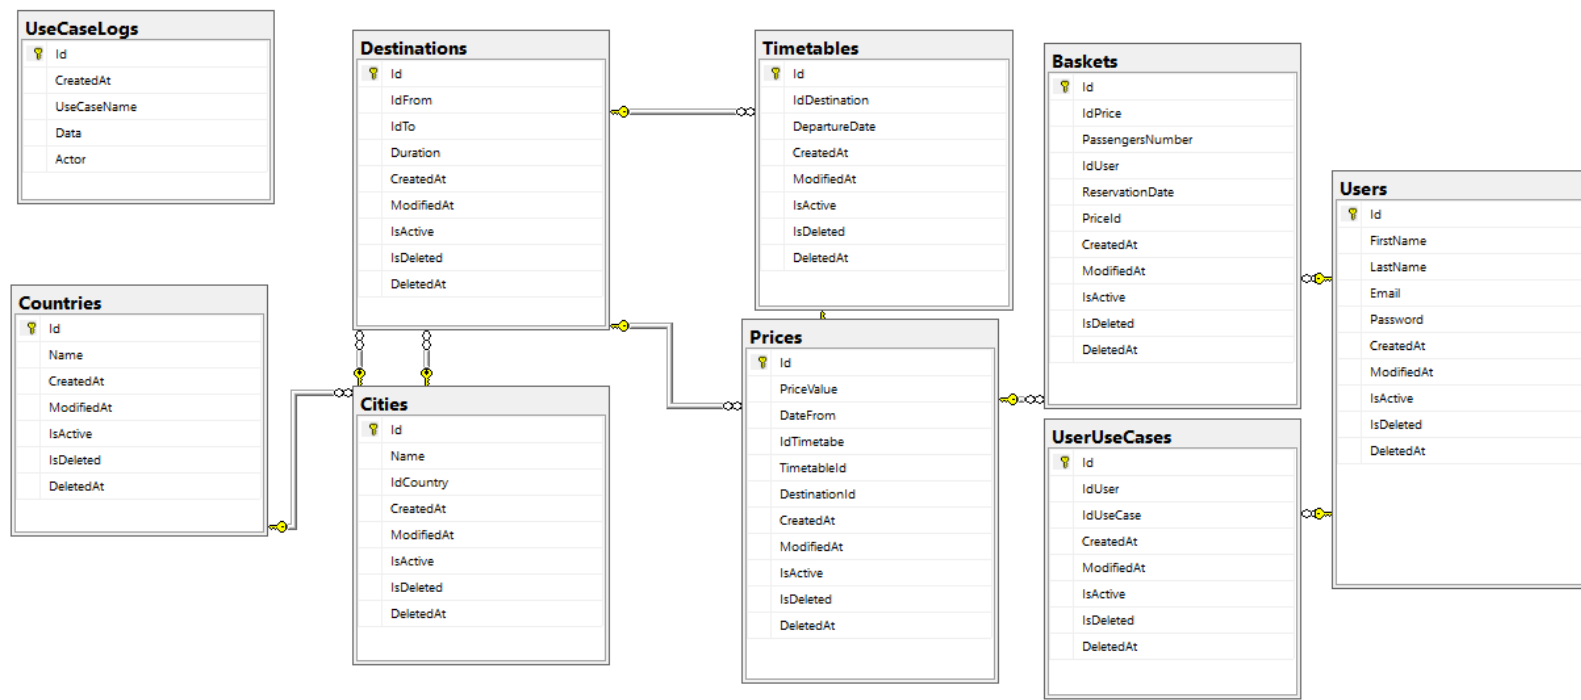 UseCaseLogs
Id
CreatedAt
UseCaseName
Data
Actor
Destinations
Id
IdFrom
IdTo
Duration
CreatedAt
ModifiedAt
IsActive
IsDeleted
DeletedAt
Timetables
Id
IdDestination
DepartureDate
CreatedAt
ModifiedAt
IsActive
IsDeleted
DeletedAt
Baskets
Id
IdPrice
PassengersNumber
IdUser
ReservationDate
PriceId
CreatedAt
ModifiedAt
IsActive
IsDeleted
DeletedAt
Users
Id
FirstName
LastName
Email
Password
CreatedAt
ModifiedAt
IsActive
IsDeleted
DeletedAt
Countries
Id
Name
CreatedAt
ModifiedAt
IsActive
IsDeleted
DeletedAt
Cities
Id
Name
IdCountry
CreatedAt
ModifiedAt
IsActive
IsDeleted
DeletedAt
Prices
Id
PriceValue
DateFrom
IdTimetabe
TimetableId
DestinationId
CreatedAt
ModifiedAt
IsActive
IsDeleted
DeletedAt
UserUseCases
Id
IdUser
IdUseCase
CreatedAt
ModifiedAt
IsActive
IsDeleted
DeletedAt